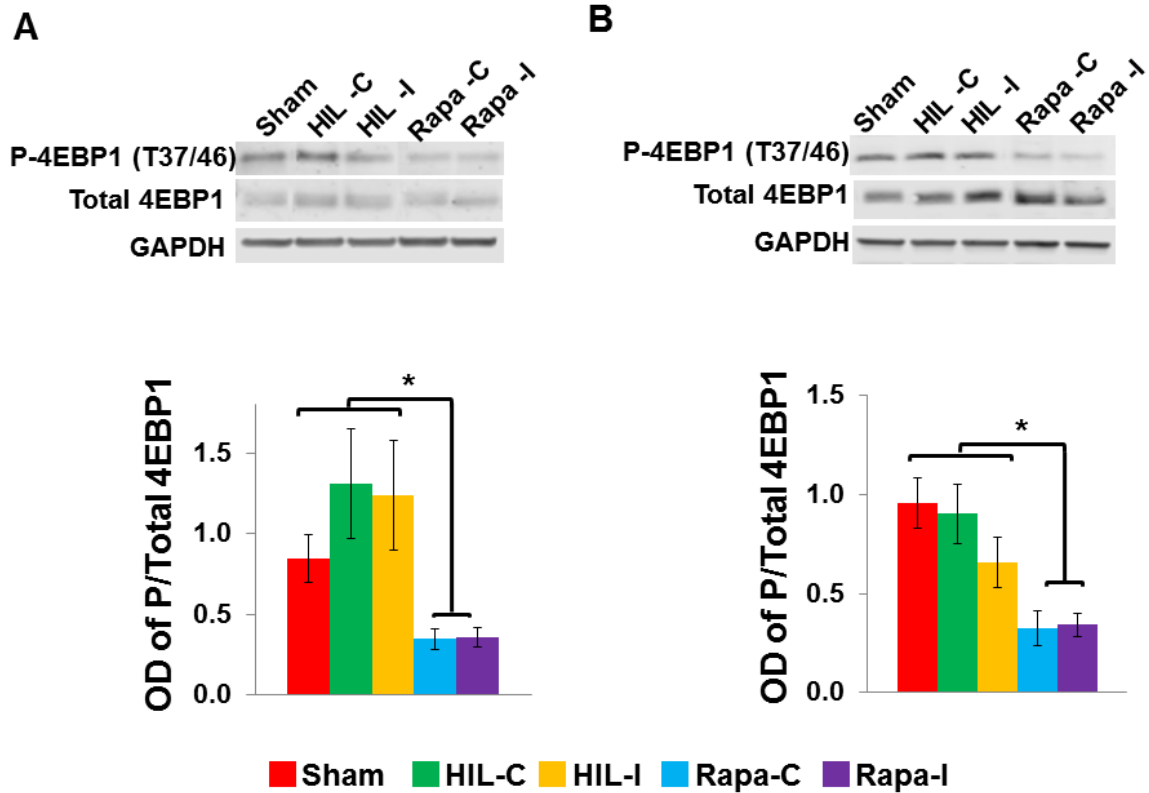 A
Sham HIL -C HIL -I Rapa -C Rapa -I
P-4EBP1 (T37/46)
Total 4EBP1
GAPDH
OD of P/Total 4EBP1
1.5
1.0
0.5
0.0
*
B
Sham HIL -C HIL -I Rapa -C Rapa -I
P-4EBP1 (T37/46)
Total 4EBP1
GAPDH
OD of P/Total 4EBP1
1.5
1.0
0.5
0.0
*
Sham HIL-C HIL-I Rapa-C Rapa-I